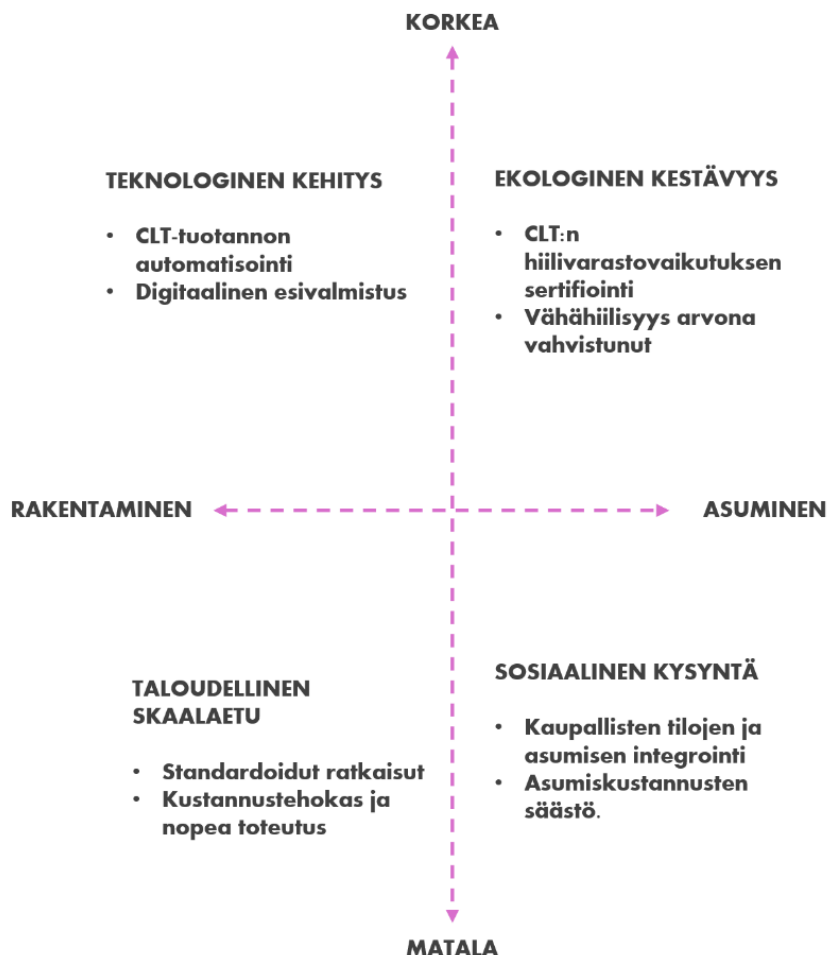 KORKEA
TEKNOLOGINEN KEHITYS
• CLT-tuotannon
automatisointi
• Digitaalinen esivalmistus
EKOLOGINEN KESTÄVYYS
• CLT:n
hiilivarastovaikutuksen
sertifiointi
• Vähähiilisyys arvona
vahvistunut
RAKENTAMINEN
ASUMINEN
TALOUDELLINEN
SKAALAETU
• Standardoidut ratkaisut
• Kustannustehokas ja
nopea toteutus
SOSIAALINEN KYSYNTÄ
• Kaupallisten tilojen ja
asumisen integrointi
• Asumiskustannusten
säästö.
MATALA